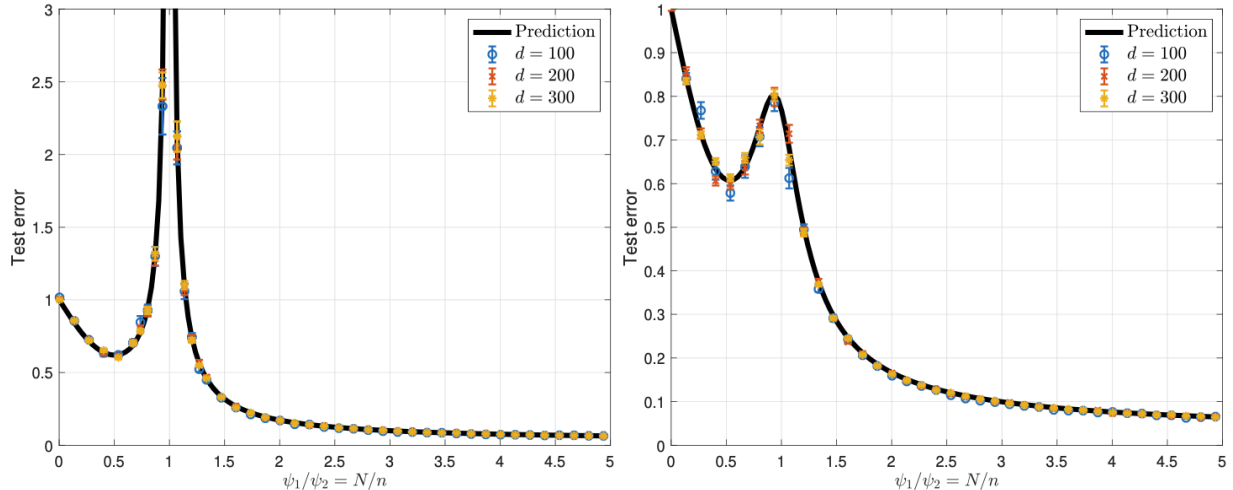 3
2.5
2
1.5
1
0.5
0
Test error
0 0.5 1 1.5 2 2.5 3 3.5 4 4.5 5
ψ₁/ψ₂ = N/n
Prediction
d = 100
d = 200
d = 300
1
0.9
0.8
0.7
0.6
0.5
0.4
0.3
0.2
0.1
0
Test error
0 0.5 1 1.5 2 2.5 3 3.5 4 4.5 5
ψ₁/ψ₂ = N/n
Prediction
d = 100
d = 200
d = 300